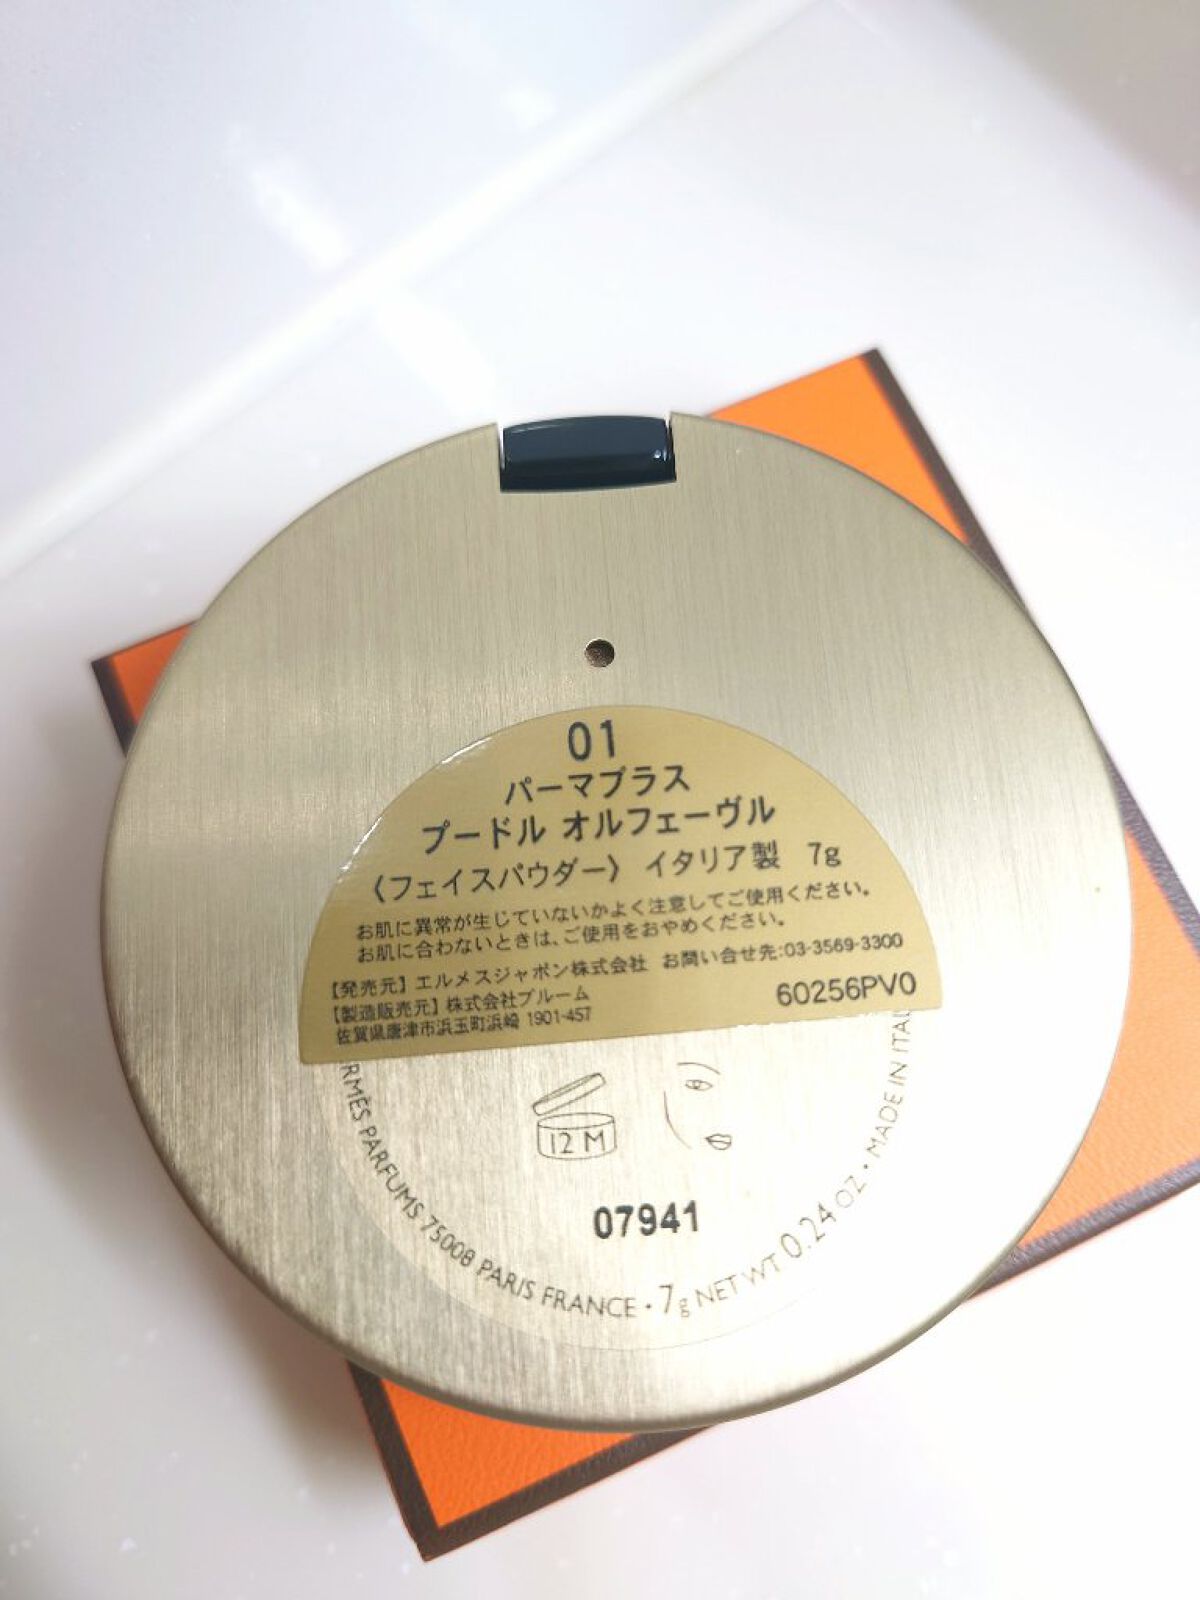 01
パーマブラス
プードル オルフェーヴル
〈フェイスパウダー〉 イタリア製 7g
お肌に異常が生じていないかよく注意してご使用ください。
お肌に合わないときは、ご使用をおやめください。
【発売元】エルメスジャポン株式会社 お問い合せ先:03-3569-3300
【製造販売元】株式会社ブルーム
佐賀県唐津市浜玉町浜崎 1901-457
60256PV0
12 M
07941
RMÈS PARFUMS 75008 PARIS FRANCE · 7g NET WT 0.24 OZ · MADE IN ITAL